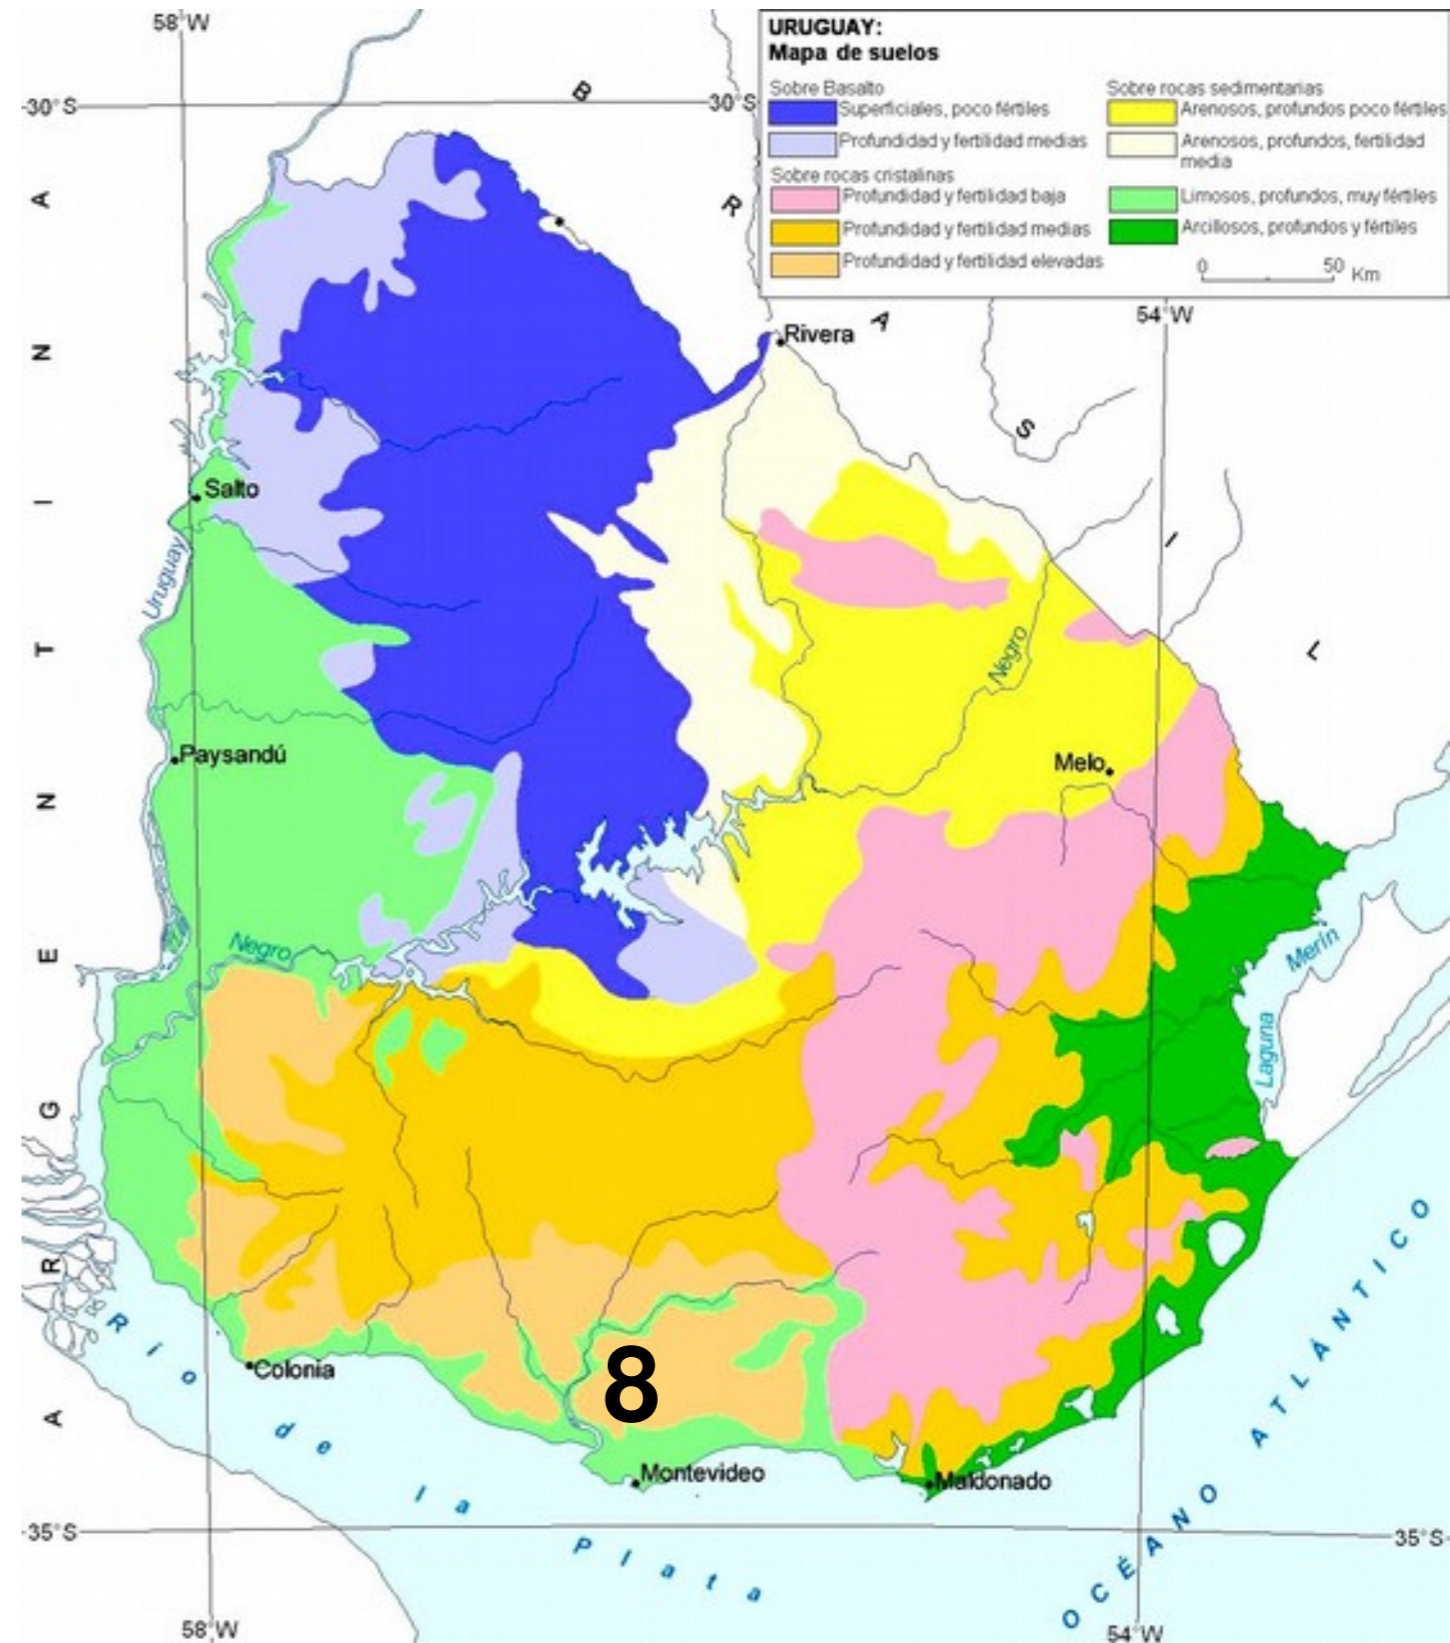 58°W
30°S
30°S
URUGUAY:
Mapa de suelos
Sobre Basalto
Superficiales, poco fértiles
Profundidad y fertilidad medias
Sobre rocas cristalinas
Profundidad y fertilidad baja
Profundidad y fertilidad medias
Profundidad y fertilidad elevadas
Sobre rocas sedimentarias
Arenosos, profundos poco fértiles
Arenosos, profundos, fertilidad
media
Limosos, profundos, muy fértiles
Arcillosos, profundos y fértiles
0 50 Km
54°W
BRASIL
ARGENTINA
Rivera
Salto
Uruguay
Negro
Paysandú
Melo
Negro
Merín
Laguna
Colonia
8
Montevideo
Maldonado
Río de la Plata
OCÉANO ATLÀNTICO
35°S
35°S
58°W
54°W